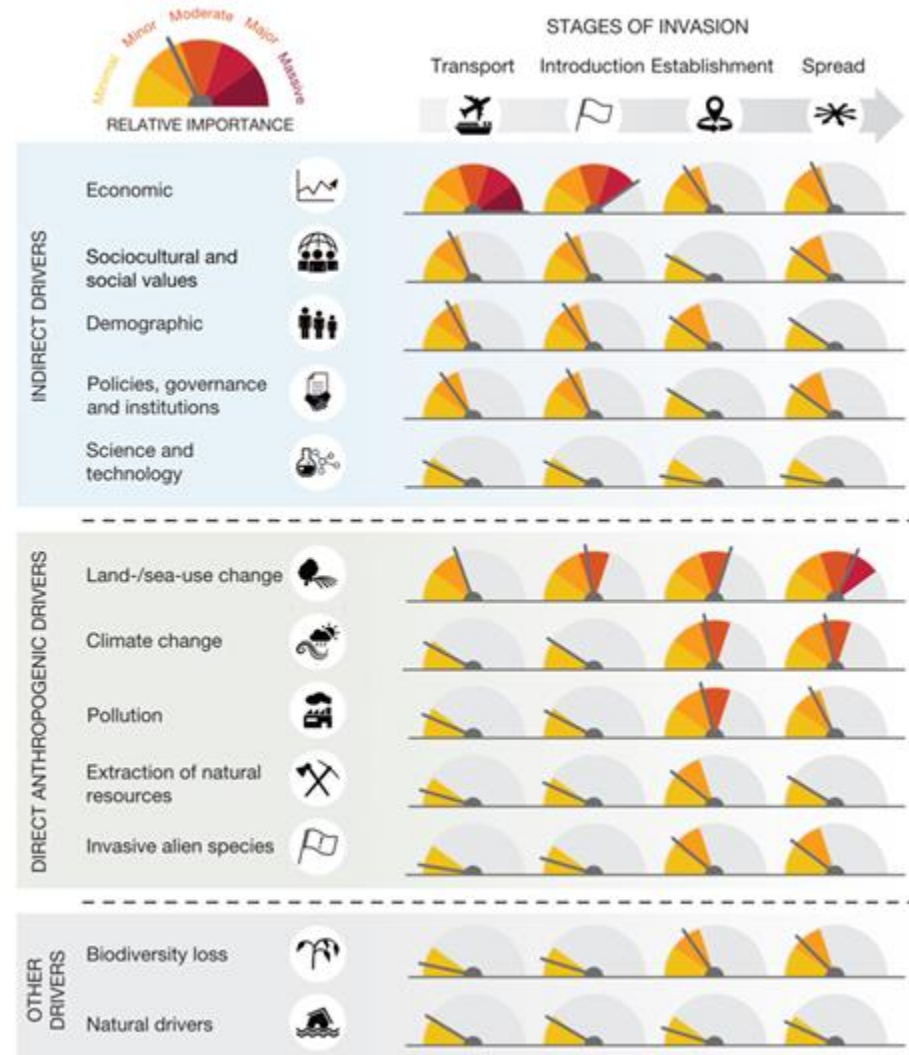 Minimal Minor Moderate Major Massive
RELATIVE IMPORTANCE
STAGES OF INVASION
Transport Introduction Establishment Spread
INDIRECT DRIVERS
Economic
Sociocultural and
social values
Demographic
Policies, governance
and institutions
Science and
technology
DIRECT ANTHROPOGENIC DRIVERS
Land-/sea-use change
Climate change
Pollution
Extraction of natural
resources
Invasive alien species
OTHER
DRIVERS
Biodiversity loss
Natural drivers